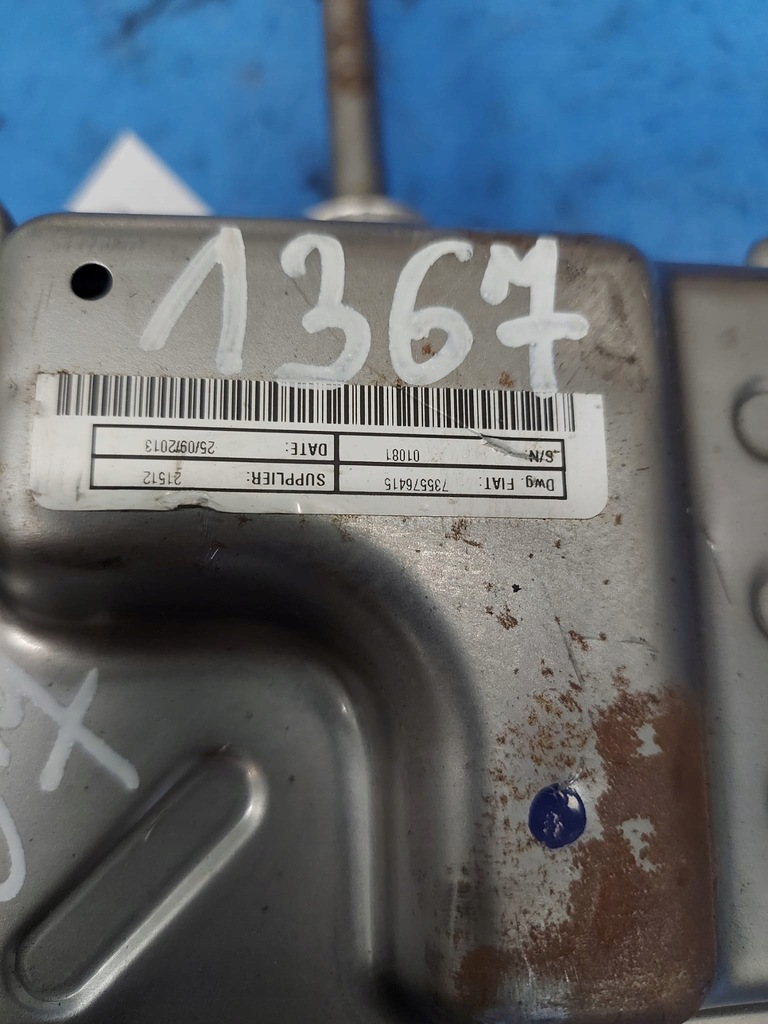 1367
Dwg. FIAT: 735576415 SUPPLIER: 21512
S/N: 01081 DATE: 25/09/2013